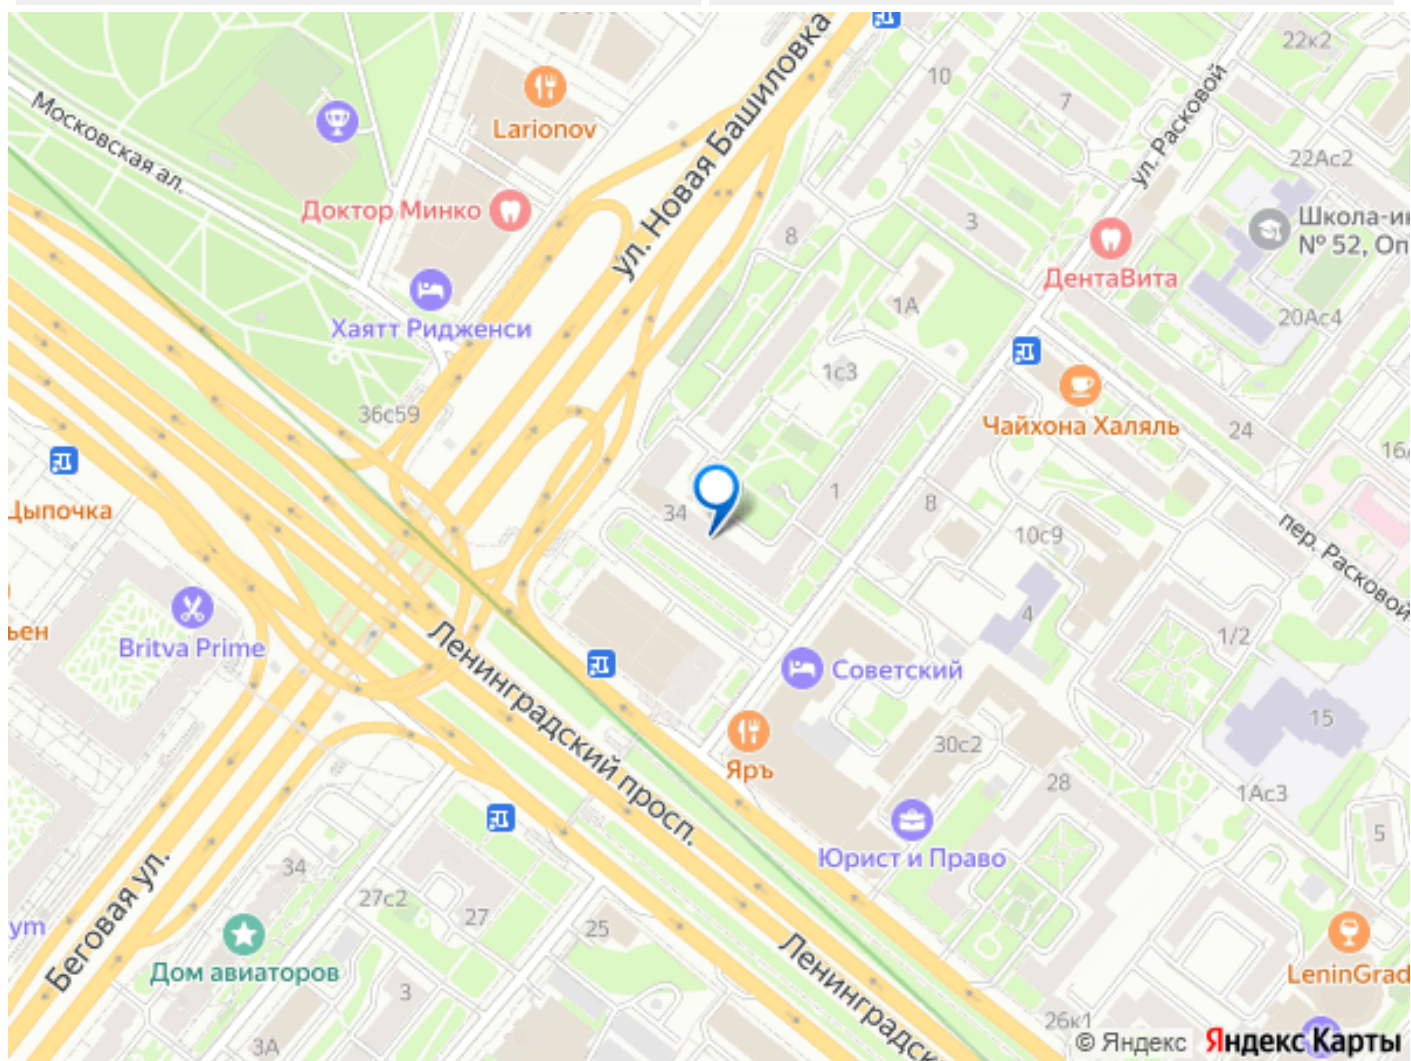 22к2
10
7
ул. Новая Башиловка
ул. Расковой
Московская ал.
Larionov
22Ас2
Доктор Минко
3
8
Школа-ин
№ 52, Оп
ДентаВита
1А
20Ас4
Хаятт Ридженси
1с3
36с59
Чайхона Халяль
24
16
Цыпочка
34
1
8
10с9
пер. Расковой
4
ьен
Britva Prime
1/2
Ленинградский просп.
Советский
15
Яръ
30с2
28
1Ас3
5
Юрист и Право
34
27с2
27
25
Беговая ул.
ym
Дом авиаторов
Ленинградск
LeninGrad
3
3А
26к1
© Яндекс Яндекс Карты